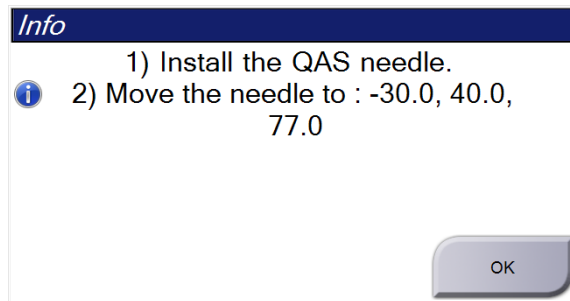 Info
1) Install the QAS needle.
2) Move the needle to : -30.0, 40.0,
77.0
OK